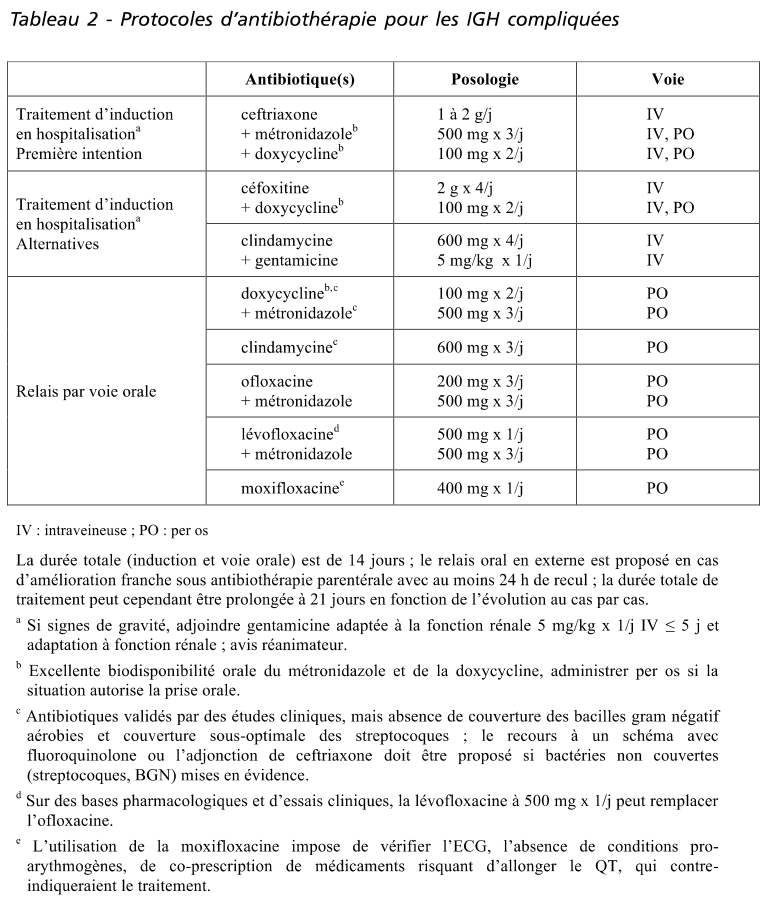 Tableau 2 - Protocoles d'antibiothérapie pour les IGH compliquées
Antibiotique(s) Posologie Voie
Traitement d'induction ceftriaxone 1 à 2 g/j IV
en hospitalisation^a + métronidazole^b 500 mg x 3/j IV, PO
Première intention + doxycycline^b 100 mg x 2/j IV, PO
Traitement d'induction
en hospitalisation^a
Alternatives
céfoxitine 2 g x 4/j IV
+ doxycycline^b 100 mg x 2/j IV, PO
clindamycine 600 mg x 4/j IV
+ gentamicine 5 mg/kg x 1/j IV
Relais par voie orale
doxycycline^b,c 100 mg x 2/j PO
+ métronidazole^c 500 mg x 3/j PO
clindamycine^c 600 mg x 3/j PO
ofloxacine 200 mg x 3/j PO
+ métronidazole 500 mg x 3/j PO
lévofloxacine^d 500 mg x 1/j PO
+ métronidazole 500 mg x 3/j PO
moxifloxacine^e 400 mg x 1/j PO
IV : intraveineuse ; PO : per os
La durée totale (induction et voie orale) est de 14 jours ; le relais oral en externe est proposé en cas
d'amélioration franche sous antibiothérapie parentérale avec au moins 24 h de recul ; la durée totale de
traitement peut cependant être prolongée à 21 jours en fonction de l'évolution au cas par cas.
^a Si signes de gravité, adjoindre gentamicine adaptée à la fonction rénale 5 mg/kg x 1/j IV ≤ 5 j et
adaptation à fonction rénale ; avis réanimateur.
^b Excellente biodisponibilité orale du métronidazole et de la doxycycline, administrer per os si la
situation autorise la prise orale.
^c Antibiotiques validés par des études cliniques, mais absence de couverture des bacilles gram négatif
aérobies et couverture sous-optimale des streptocoques ; le recours à un schéma avec
fluoroquinolone ou l'adjonction de ceftriaxone doit être proposé si bactéries non couvertes
(streptocoques, BGN) mises en évidence.
^d Sur des bases pharmacologiques et d'essais cliniques, la lévofloxacine à 500 mg x 1/j peut remplacer
l'ofloxacine.
^e L'utilisation de la moxifloxacine impose de vérifier l'ECG, l'absence de conditions pro-
arythmogènes, de co-prescription de médicaments risquant d'allonger le QT, qui contre-
indiqueraient le traitement.